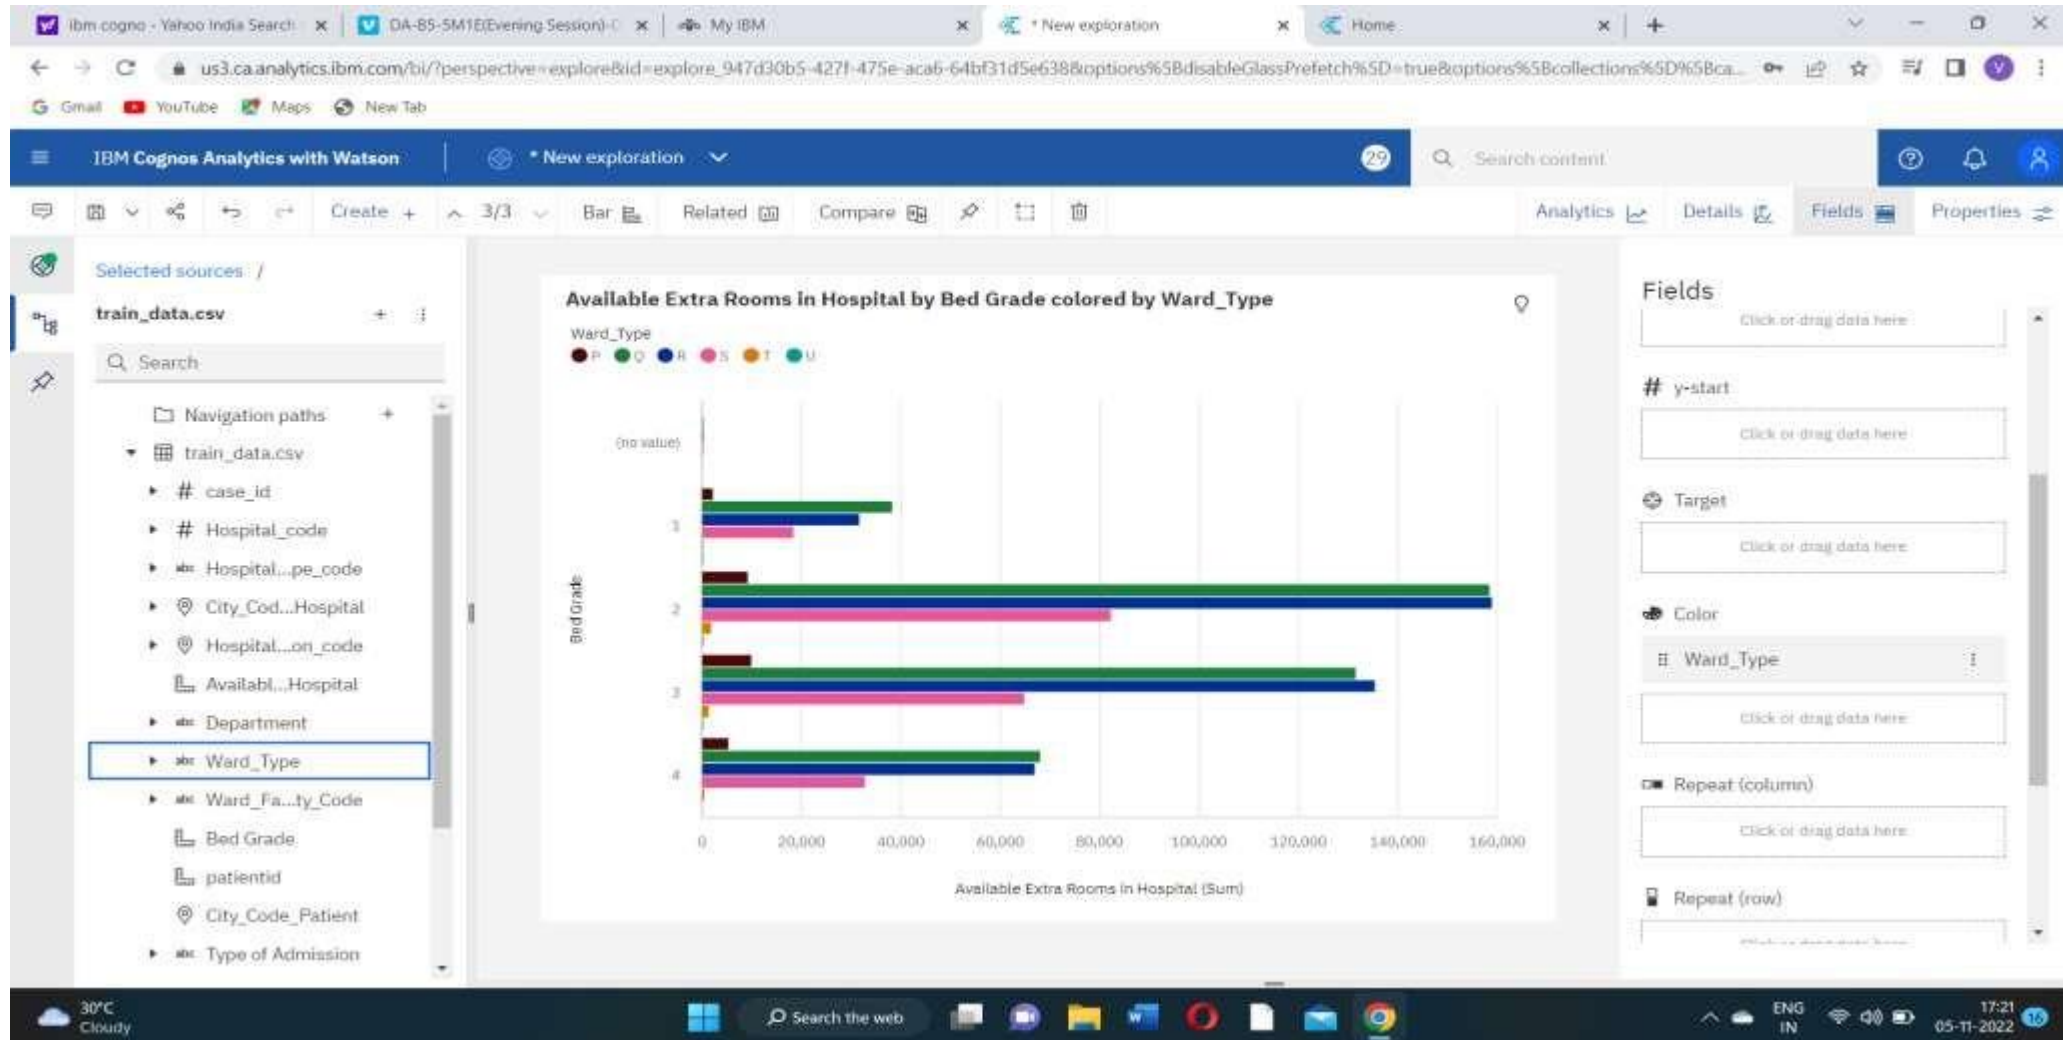 ibm cogno - Yahoo India Search
DA-BS-5M1E(Evening Session)-
My IBM
* New exploration
Home
us3.ca.analytics.ibm.com/bi/?perspective=explore&id=explore_947d30b5-427f-475e-aca6-64bf31d5e638&options%5BdisableGlassPrefetch%5D=true&options%5Bcollections%5D%5Bca...
Gmail YouTube Maps New Tab
IBM Cognos Analytics with Watson
* New exploration
29
Search content
Create + 3/3 Bar Related Compare
Analytics Details Fields Properties
Selected sources /
train_data.csv
Search
Navigation paths
train_data.csv
# case_id
# Hospital_code
abc Hospital...pe_code
City_Cod...Hospital
Hospital...on_code
Availabl...Hospital
abc Department
abc Ward_Type
abc Ward_Fa...ty_Code
Bed Grade
patientid
City_Code_Patient
abc Type of Admission
Available Extra Rooms in Hospital by Bed Grade colored by Ward_Type
Ward_Type
P Q R S T U
Bed Grade
(no value)
1
2
3
4
0 20,000 40,000 60,000 80,000 100,000 120,000 140,000 160,000
Available Extra Rooms in Hospital (Sum)
Fields
Click or drag data here
# y-start
Click or drag data here
Target
Click or drag data here
Color
Ward_Type
Click or drag data here
Repeat (column)
Click or drag data here
Repeat (row)
30°C
Cloudy
Search the web
ENG
IN
17:21
05-11-2022
16